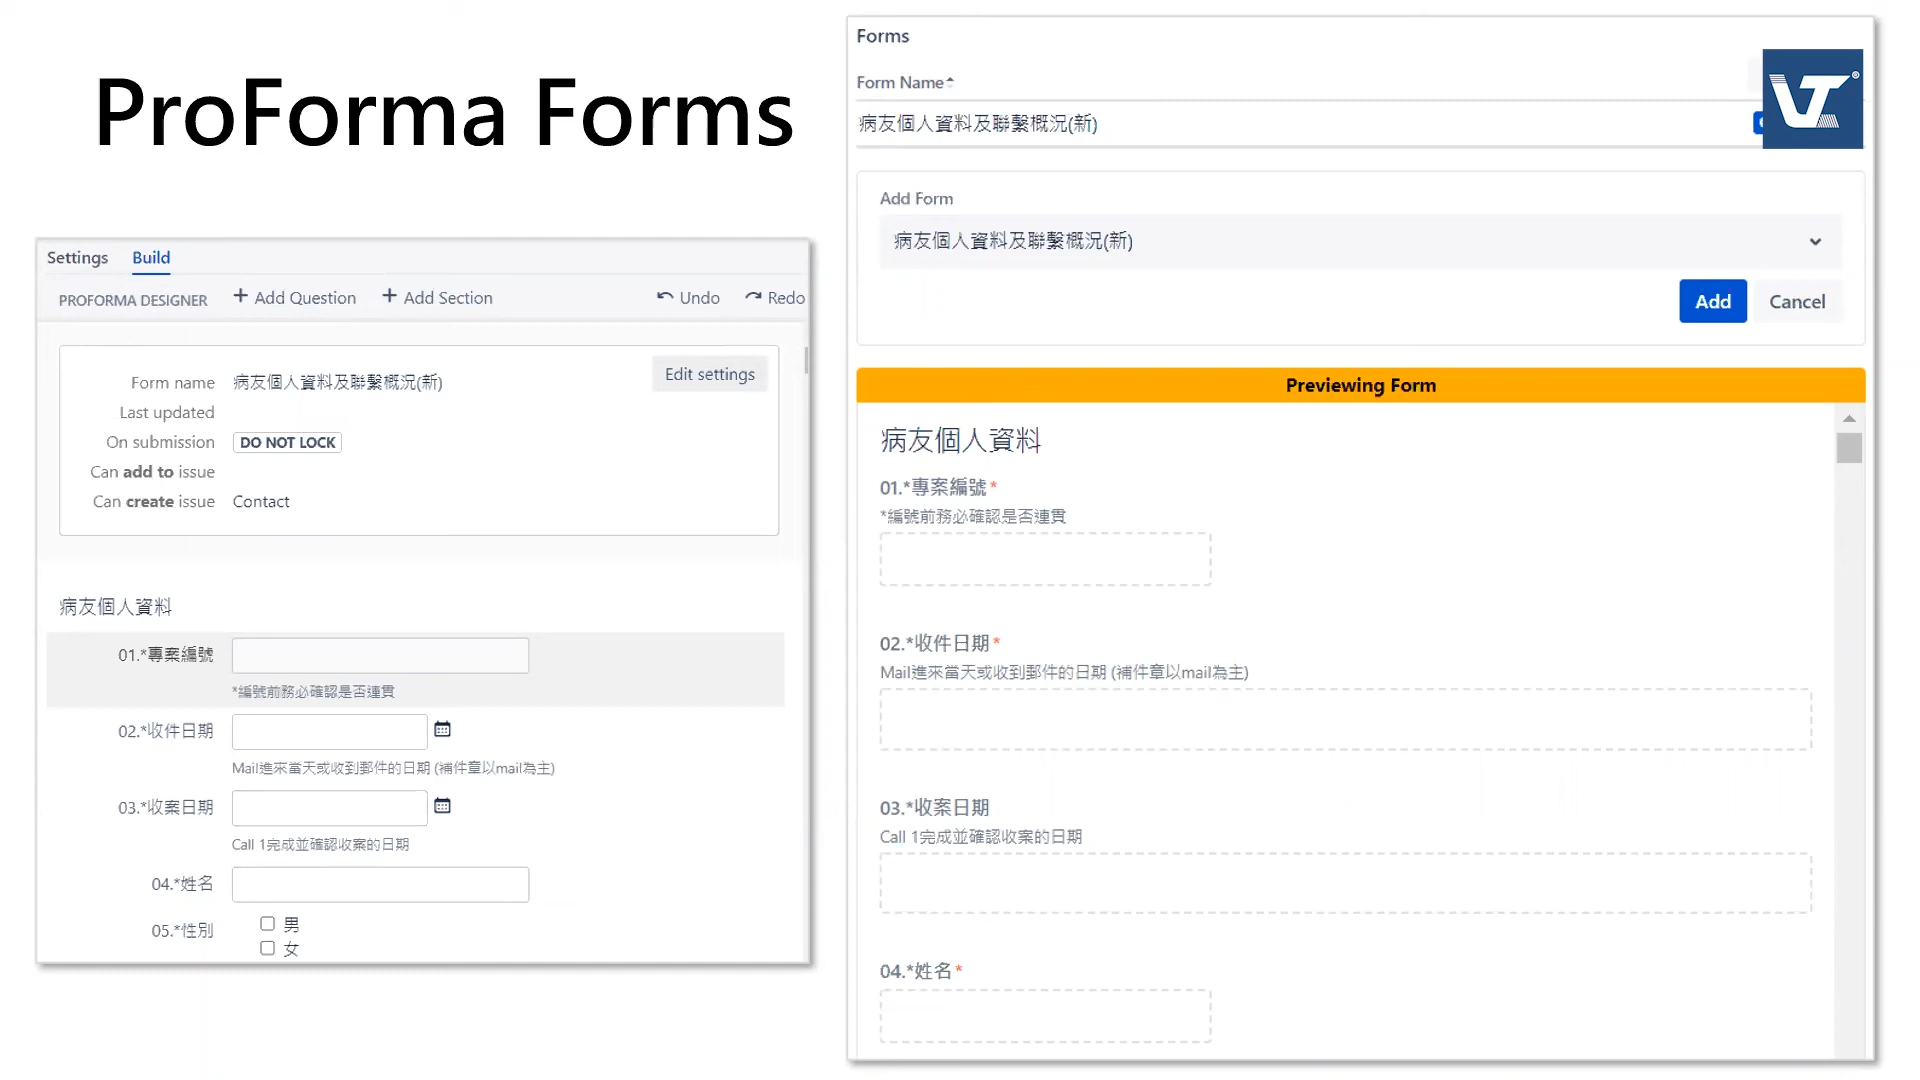 ProForma Forms
Settings Build
PROFORMA DESIGNER + Add Question + Add Section Undo Redo
Form name 病友個人資料及聯繫概況(新)
Edit settings
Last updated
On submission DO NOT LOCK
Can add to issue
Can create issue Contact
病友個人資料
01.*專案編號
*編號前務必確認是否連貫
02.*收件日期
Mail進來當天或收到郵件的日期 (補件章以mail為主)
03.*收案日期
Call 1完成並確認收案的日期
04.*姓名
05.*性別 男
女
Forms
Form Name
病友個人資料及聯繫概況(新)
Add Form
病友個人資料及聯繫概況(新)
Add Cancel
Previewing Form
病友個人資料
01.*專案編號*
*編號前務必確認是否連貫
02.*收件日期*
Mail進來當天或收到郵件的日期 (補件章以mail為主)
03.*收案日期
Call 1完成並確認收案的日期
04.*姓名*